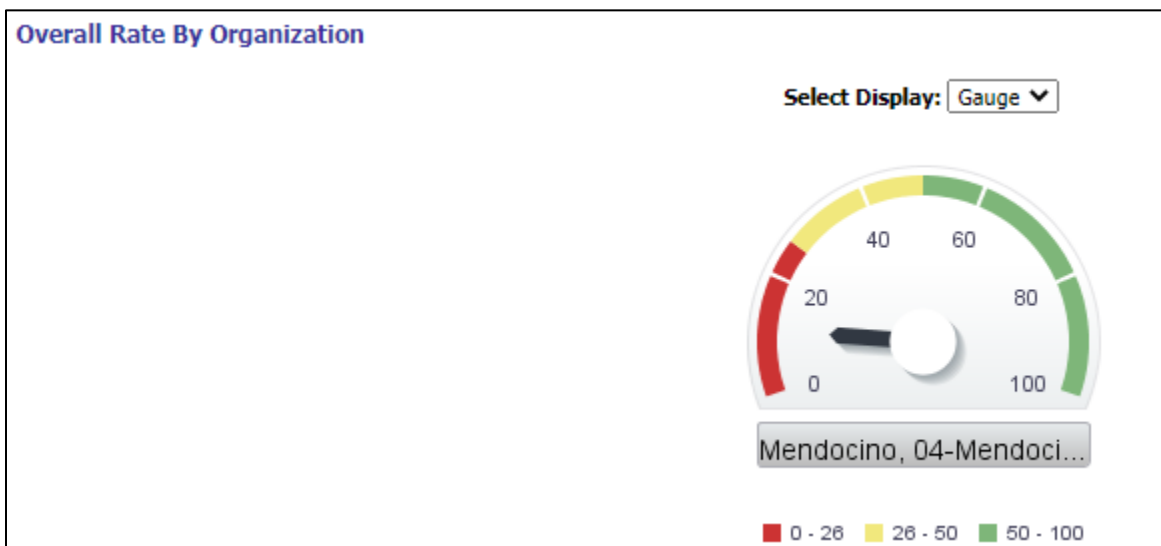 Overall Rate By Organization
Select Display: Gauge
40 60
20 80
0 100
Mendocino, 04-Mendoci...
0 - 26 26 - 50 50 - 100